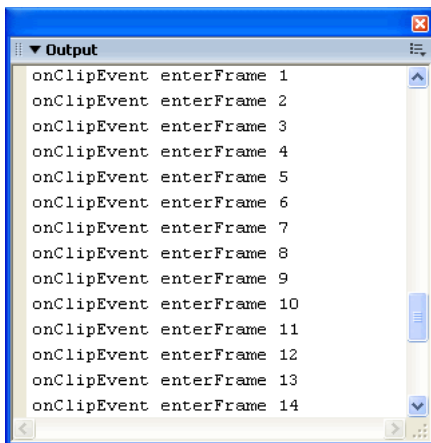 Output
onClipEvent enterFrame 1
onClipEvent enterFrame 2
onClipEvent enterFrame 3
onClipEvent enterFrame 4
onClipEvent enterFrame 5
onClipEvent enterFrame 6
onClipEvent enterFrame 7
onClipEvent enterFrame 8
onClipEvent enterFrame 9
onClipEvent enterFrame 10
onClipEvent enterFrame 11
onClipEvent enterFrame 12
onClipEvent enterFrame 13
onClipEvent enterFrame 14